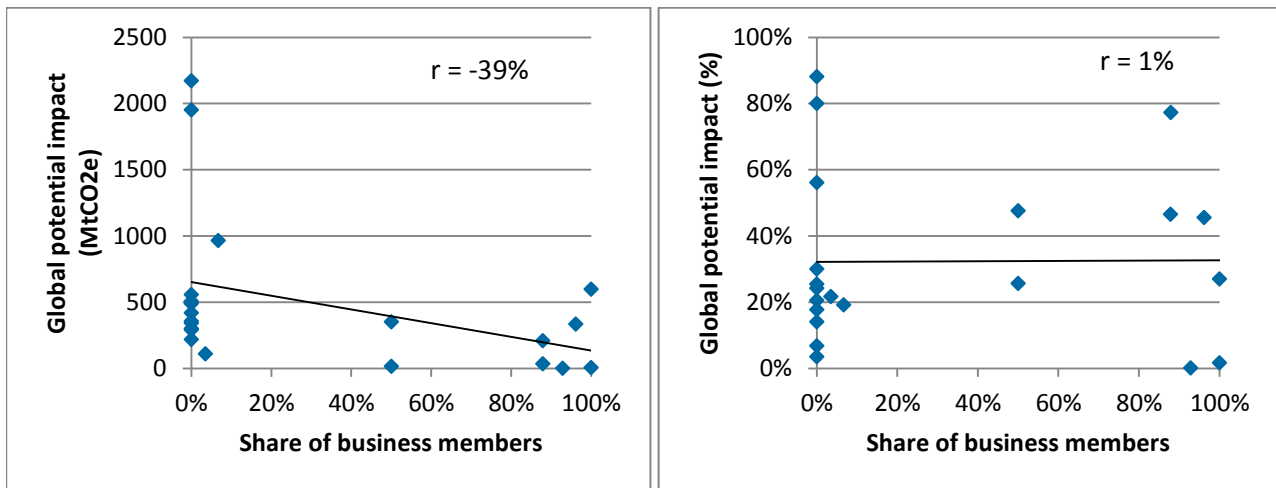 2500
2000
1500
1000
500
0
Global potential impact
(MtCO2e)
r = -39%
0% 20% 40% 60% 80% 100%
Share of business members
100%
80%
60%
40%
20%
0%
Global potential impact (%)
r = 1%
0% 20% 40% 60% 80% 100%
Share of business members